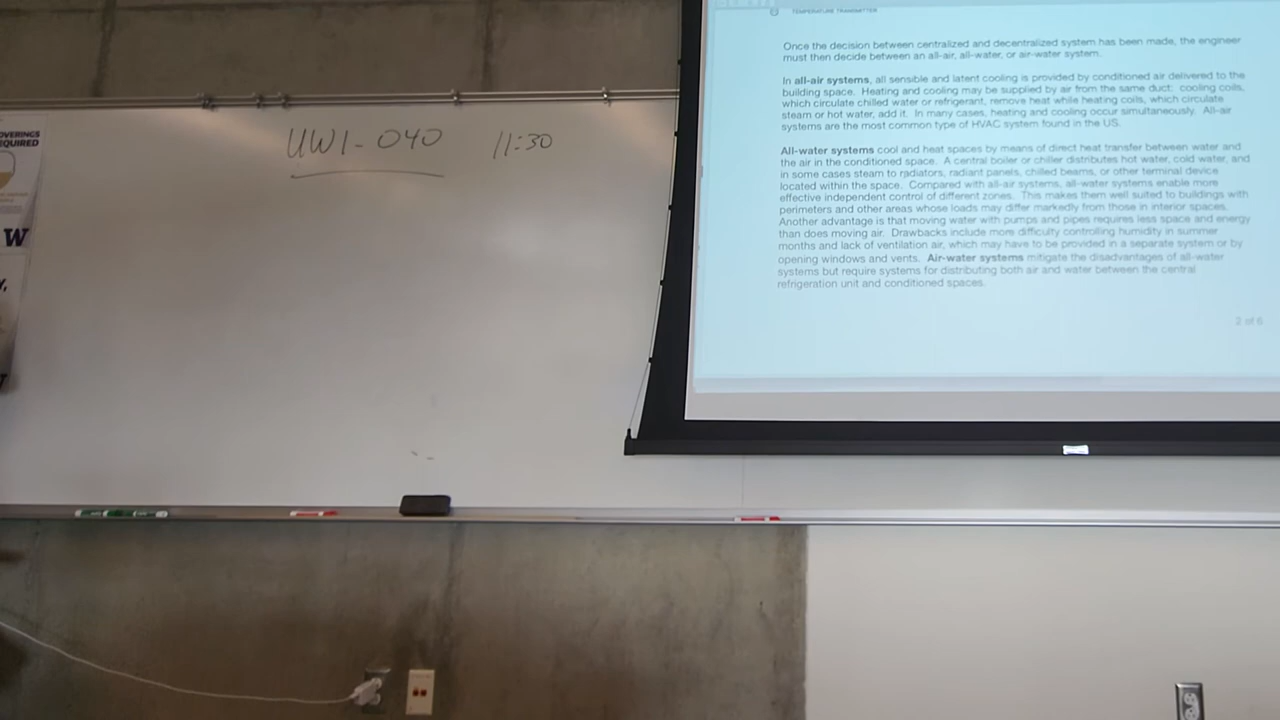 OVERINGS
EQUIRED
W
UW1-040 11:30
TEMPERATURE TRANSMITTER
Once the decision between centralized and decentralized system has been made, the engineer
must then decide between an all-air, all-water, or air-water system.
In all-air systems, all sensible and latent cooling is provided by conditioned air delivered to the
building space. Heating and cooling may be supplied by air from the same duct: cooling coils,
which circulate chilled water or refrigerant, remove heat while heating coils, which circulate
steam or hot water, add it. In many cases, heating and cooling occur simultaneously. All-air
systems are the most common type of HVAC system found in the US.
All-water systems cool and heat spaces by means of direct heat transfer between water and
the air in the conditioned space. A central boiler or chiller distributes hot water, cold water, and
in some cases steam to radiators, radiant panels, chilled beams, or other terminal device
located within the space. Compared with all-air systems, all-water systems enable more
effective independent control of different zones. This makes them well suited to buildings with
perimeters and other areas whose loads may differ markedly from those in interior spaces.
Another advantage is that moving water with pumps and pipes requires less space and energy
than does moving air. Drawbacks include more difficulty controlling humidity in summer
months and lack of ventilation air, which may have to be provided in a separate system or by
opening windows and vents. Air-water systems mitigate the disadvantages of all-water
systems but require systems for distributing both air and water between the central
refrigeration unit and conditioned spaces.
2 of 6